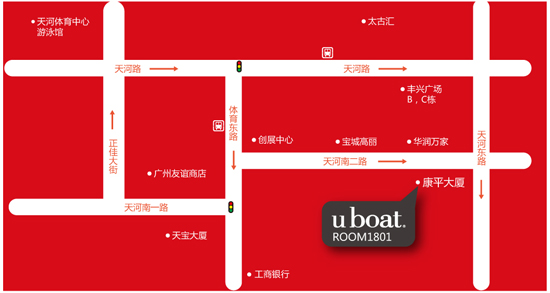 天河体育中心
游泳馆
太古汇
天河路
天河路
丰兴广场
B，C栋
体育东路
正佳大街
创展中心
宝城高丽
华润万家
天河东路
天河南二路
广州友谊商店
康平大厦
天河南一路
u boat.
ROOM1801
天宝大厦
工商银行